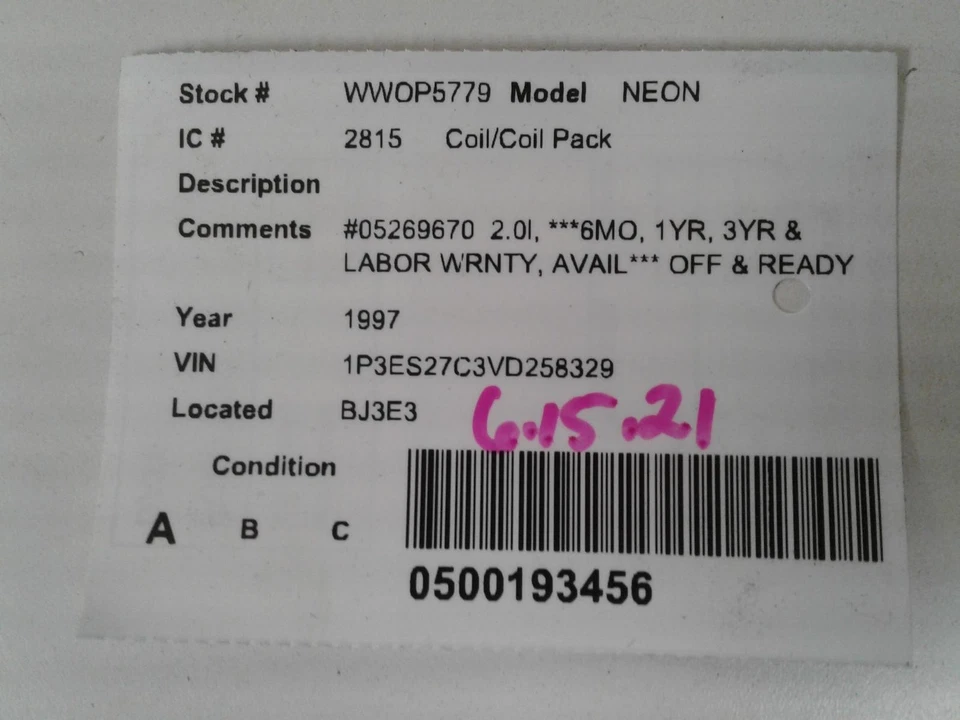 Stock # WWOP5779 Model NEON
IC # 2815 Coil/Coil Pack
Description
Comments #05269670 2.0l, ***6MO, 1YR, 3YR &
LABOR WRNTY, AVAIL*** OFF & READY
Year 1997
VIN 1P3ES27C3VD258329
Located BJ3E3 6.15.21
Condition
A B C
0500193456